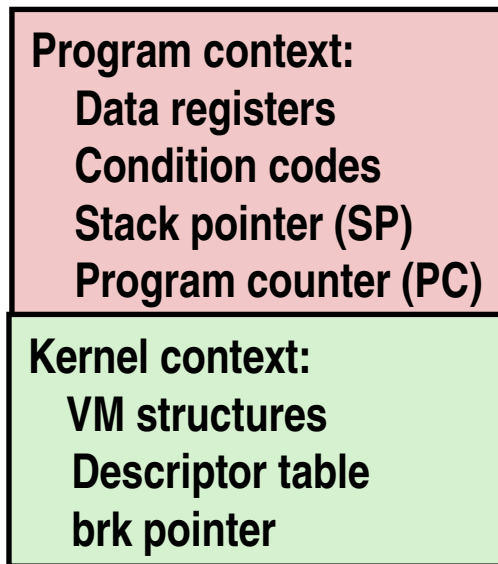 Program context:
Data registers
Condition codes
Stack pointer (SP)
Program counter (PC)
Kernel context:
VM structures
Descriptor table
brk pointer